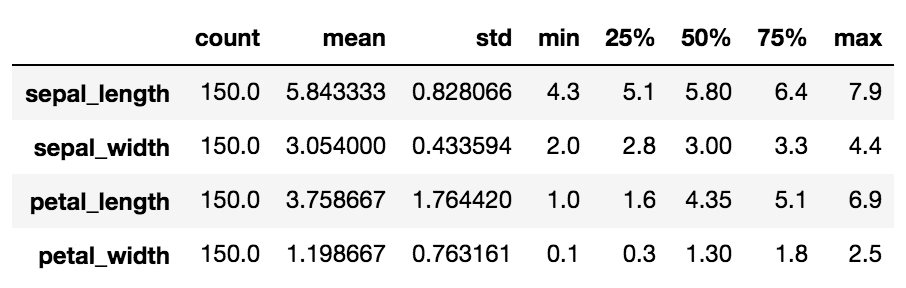 count mean std min 25% 50% 75% max
sepal_length 150.0 5.843333 0.828066 4.3 5.1 5.80 6.4 7.9
sepal_width 150.0 3.054000 0.433594 2.0 2.8 3.00 3.3 4.4
petal_length 150.0 3.758667 1.764420 1.0 1.6 4.35 5.1 6.9
petal_width 150.0 1.198667 0.763161 0.1 0.3 1.30 1.8 2.5